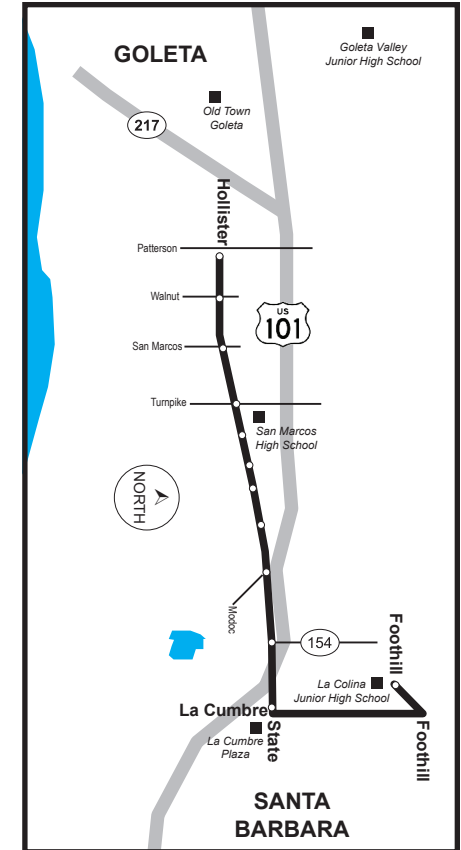 GOLETA
Goleta Valley
Junior High School
Old Town
Goleta
217
Hollister
Patterson
Walnut
US
101
San Marcos
Turnpike
San Marcos
High School
NORTH
Modoc
154
Foothill
La Colina
Junior High School
La Cumbre
State
Foothill
La Cumbre
Plaza
SANTA
BARBARA